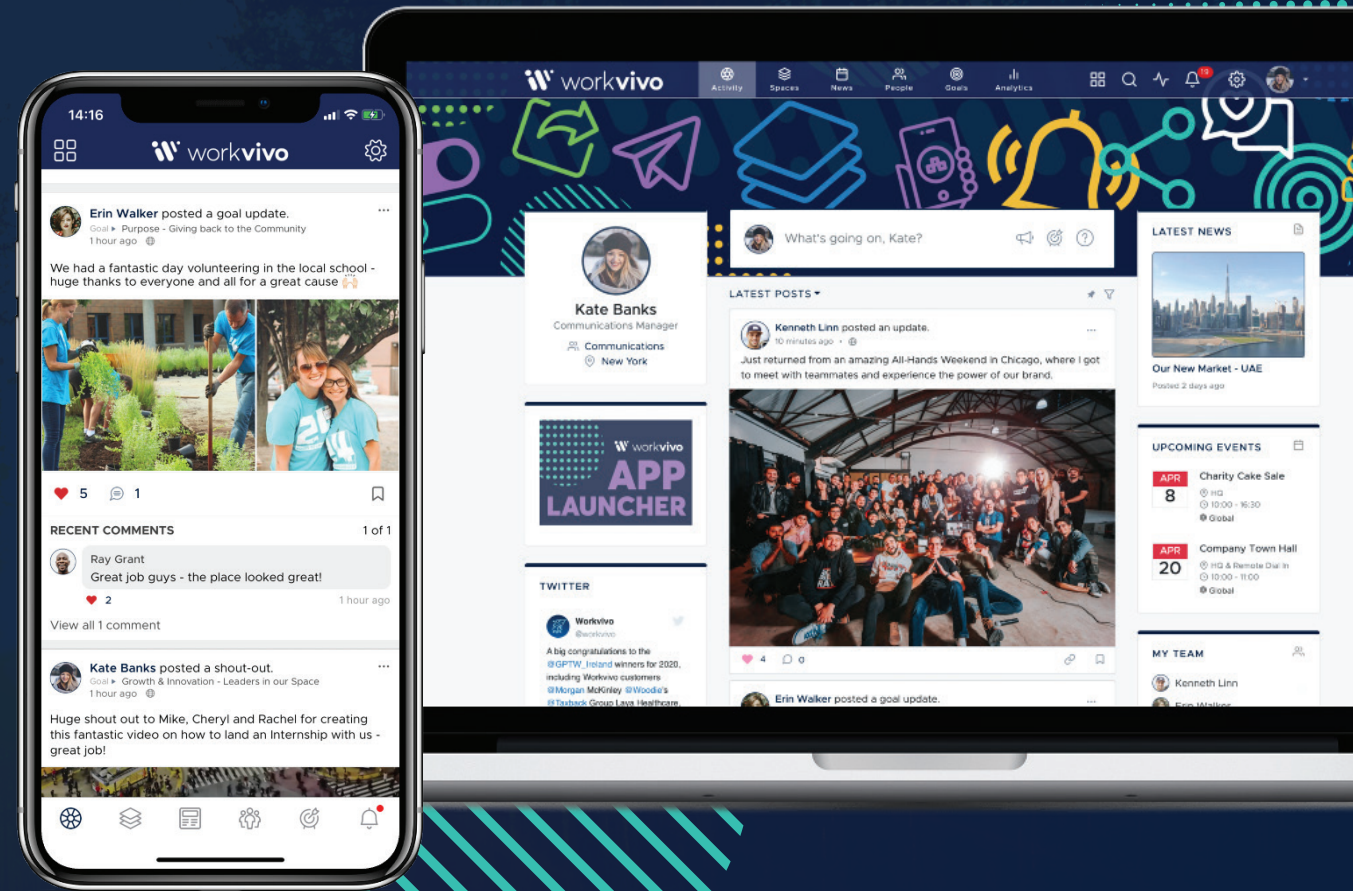 14:16
workvivo
Erin Walker posted a goal update.
Goal ▸ Purpose - Giving back to the Community
1 hour ago
We had a fantastic day volunteering in the local school -
huge thanks to everyone and all for a great cause 🙌🏻
5 1
RECENT COMMENTS 1 of 1
Ray Grant
Great job guys - the place looked great!
2 1 hour ago
View all 1 comment
Kate Banks posted a shout-out.
Goal ▸ Growth & Innovation - Leaders in our Space
1 hour ago
Huge shout out to Mike, Cheryl and Rachel for creating
this fantastic video on how to land an Internship with us -
great job!
workvivo
Activity Spaces News People Goals Analytics
19
Kate Banks
Communications Manager
Communications
New York
workvivo
APP
LAUNCHER
TWITTER
Workvivo
@workvivo
A big congratulations to the
@GPTW_Ireland winners for 2020,
including Workvivo customers
@Morgan McKinley @Woodie's
@Taxback Group Laya Healthcare,
What's going on, Kate?
LATEST POSTS
Kenneth Linn posted an update.
10 minutes ago
Just returned from an amazing All-Hands Weekend in Chicago, where I got
to meet with teammates and experience the power of our brand.
4 0
Erin Walker posted a goal update.
LATEST NEWS
Our New Market - UAE
Posted 2 days ago
UPCOMING EVENTS
APR
8
Charity Cake Sale
HQ
10:00 - 16:30
Global
APR
20
Company Town Hall
HQ & Remote Dial In
10:00 - 11:00
Global
MY TEAM
Kenneth Linn
Erin Walker